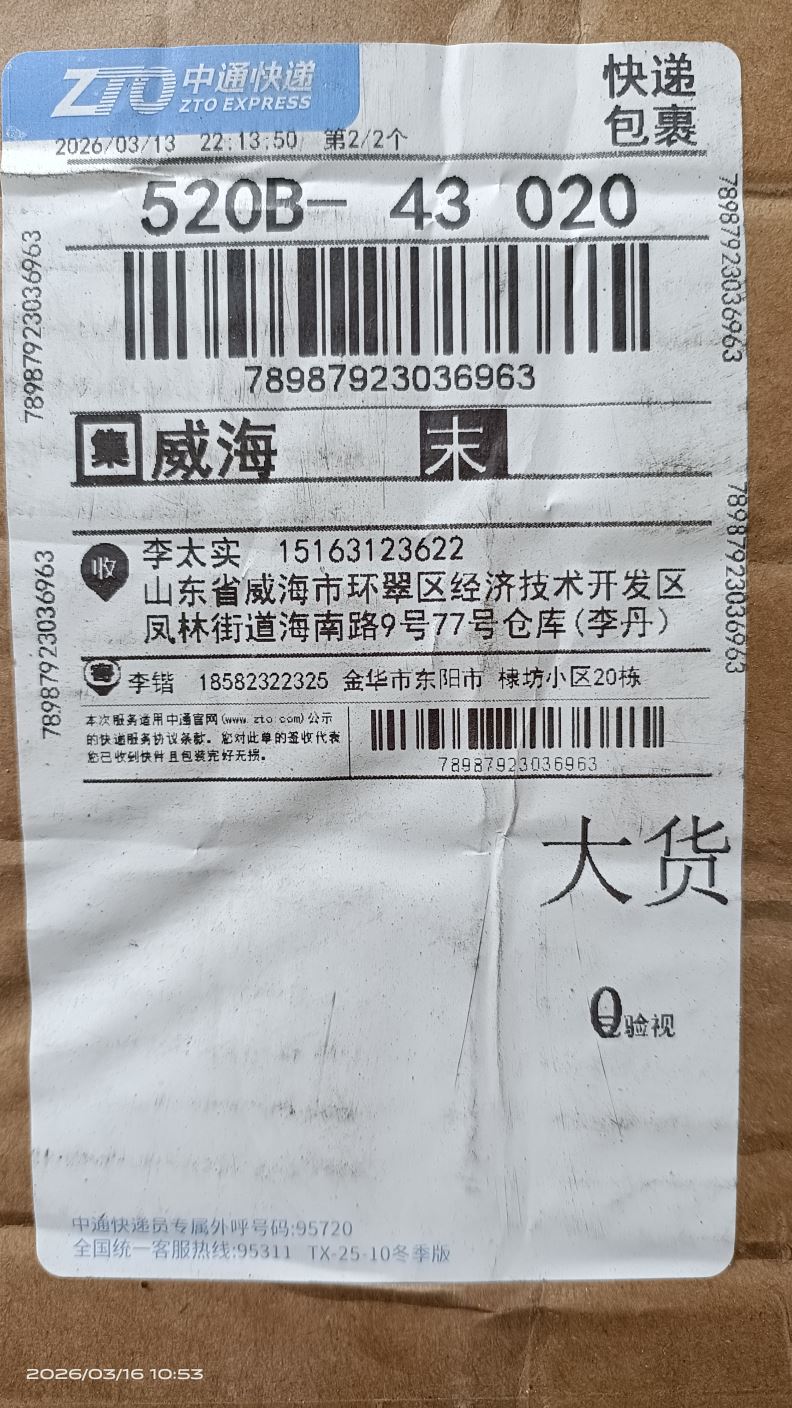 ZTO 中通快递
ZTO EXPRESS
快递
包裹
2026/03/13 22:13:50 第2/2个
520B- 43 020
78987923036963
78987923036963
78987923036963
集 威海 末
收 李太实 15163123622
山东省威海市环翠区经济技术开发区
凤林街道海南路9号77号仓库(李丹)
78987923036963
78987923036963
寄 李锴 18582322325 金华市东阳市 棣坊小区20栋
本次服务适用中通官网(www.zto.com)公示
的快递服务协议条款。您对此单的签收代表
您已收到快件且包装完好无损。
78987923036963
大货
已验视
中通快递员专属外呼号码:95720
全国统一客服热线:95311 TX-25-10冬季版
2026/03/16 10:53